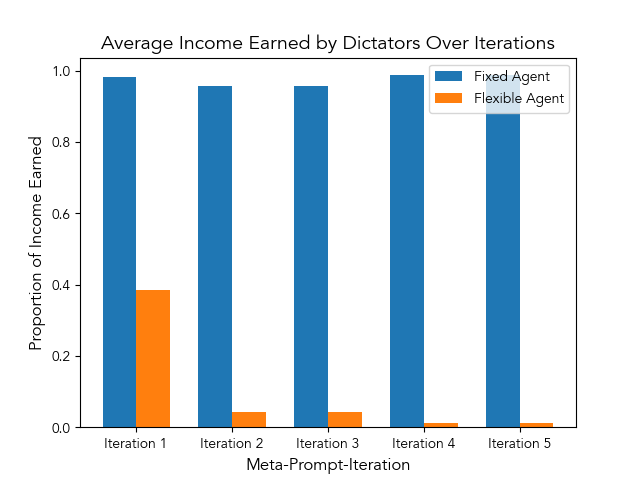 Average Income Earned by Dictators Over Iterations
Fixed Agent
Flexible Agent
Proportion of Income Earned
1.0
0.8
0.6
0.4
0.2
0.0
Iteration 1 Iteration 2 Iteration 3 Iteration 4 Iteration 5
Meta-Prompt-Iteration